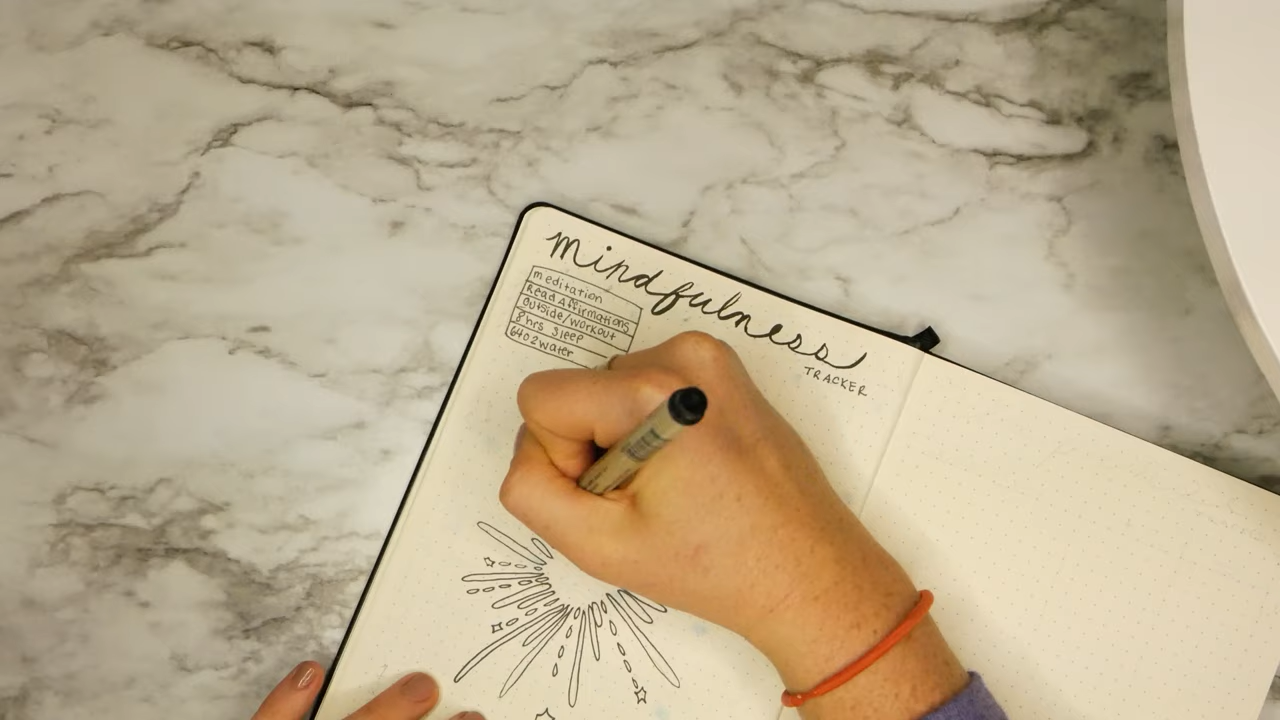 mindfulness
TRACKER
meditation
Read Affirmations
outside/workout
8hrs sleep
64oz water